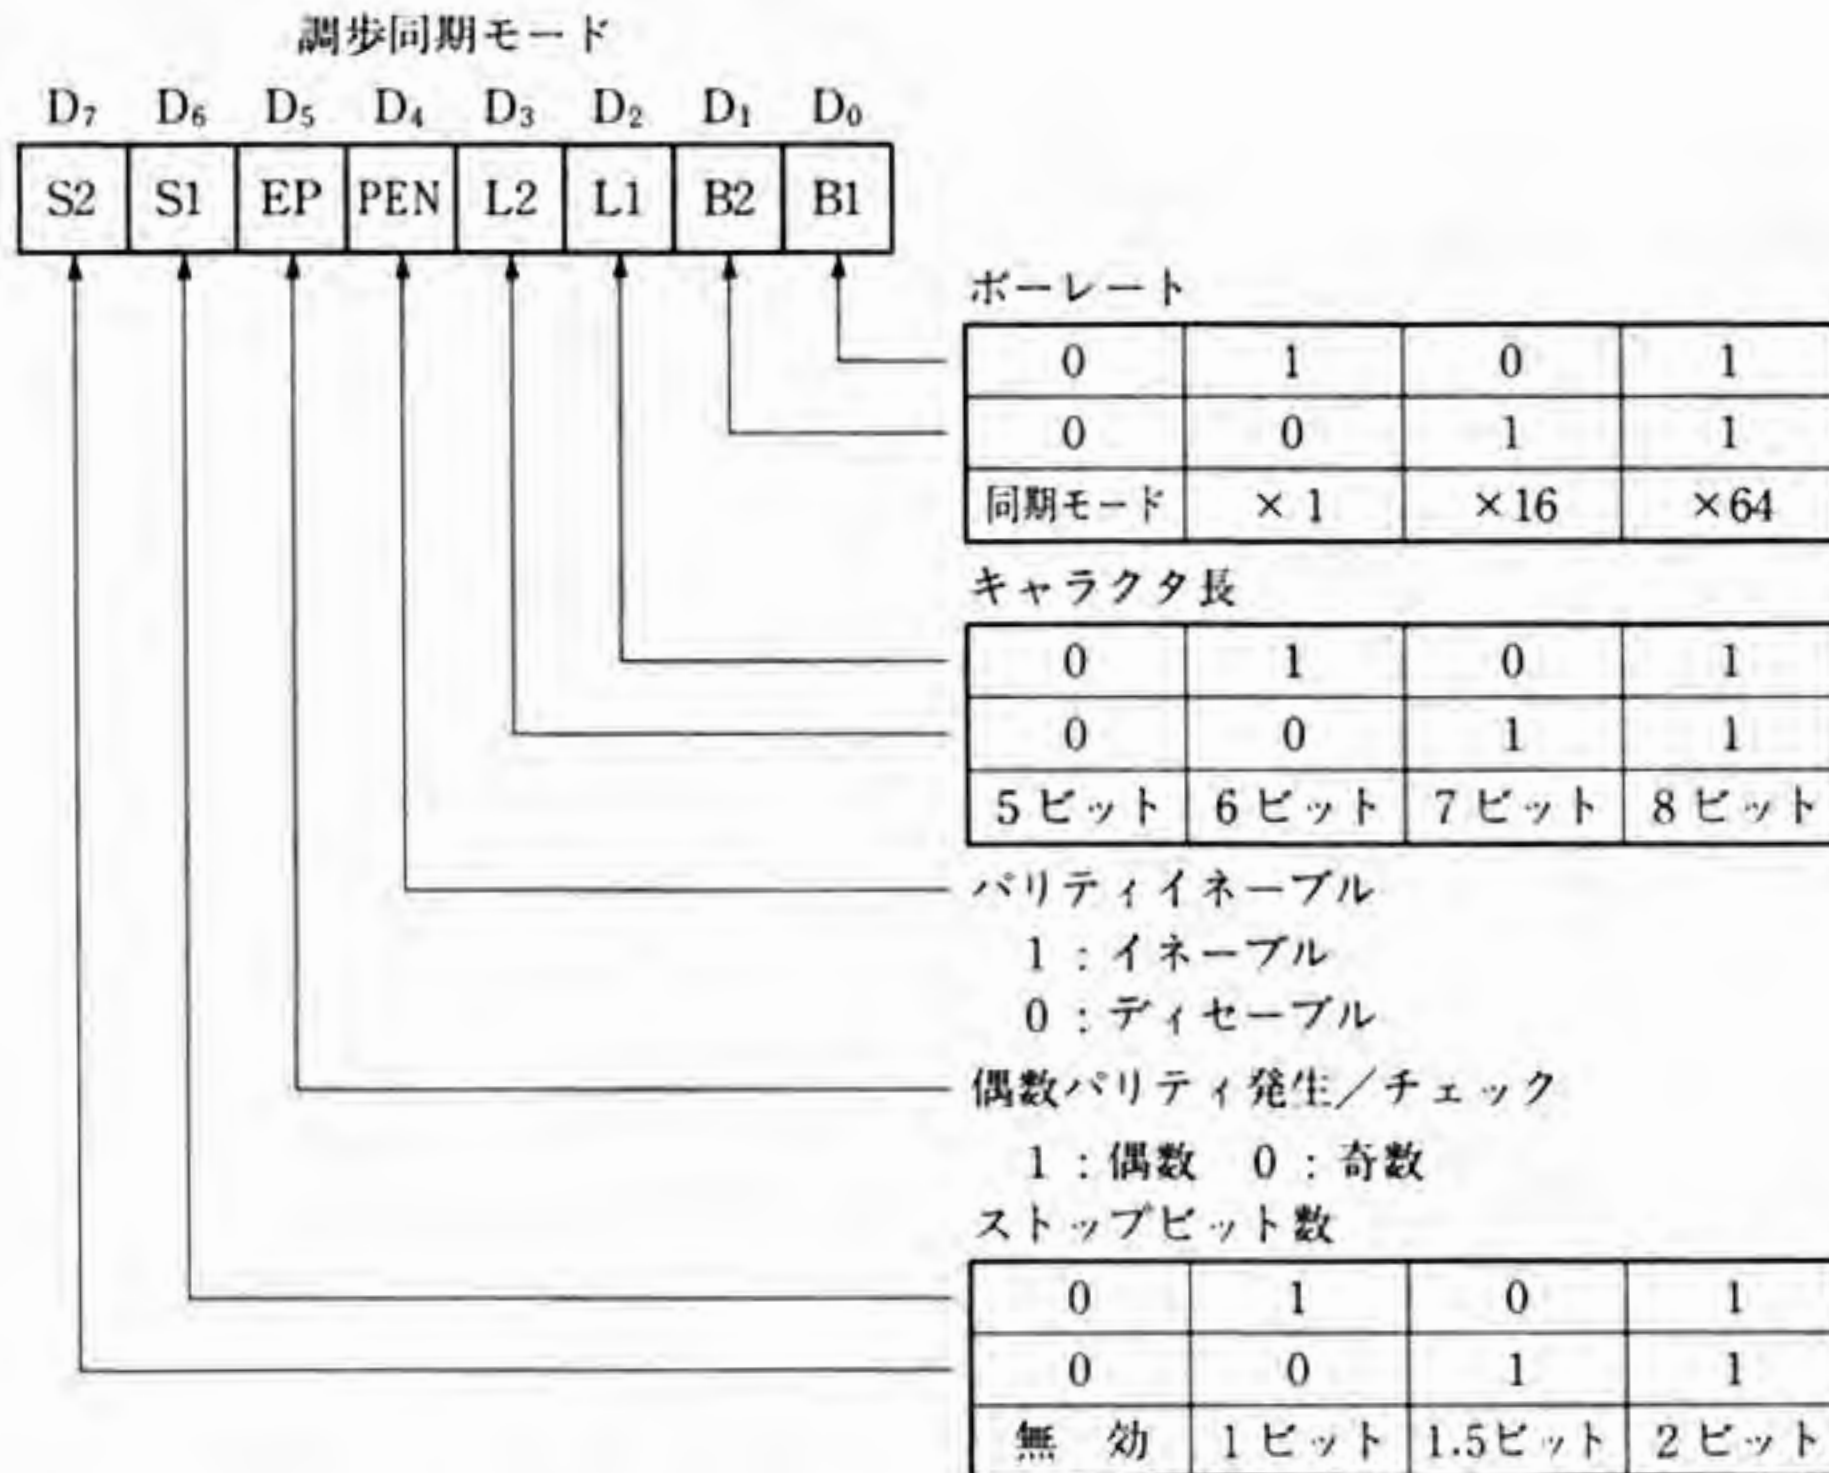 調歩同期モード
D7 D6 D5 D4 D3 D2 D1 D0
S2 S1 EP PEN L2 L1 B2 B1
ボーレート
0 1 0 1
0 0 1 1
同期モード ×1 ×16 ×64
キャラクタ長
0 1 0 1
0 0 1 1
5ビット 6ビット 7ビット 8ビット
パリティイネーブル
1:イネーブル
0:ディセーブル
偶数パリティ発生/チェック
1:偶数 0:奇数
ストップビット数
0 1 0 1
0 0 1 1
無 効 1ビット 1.5ビット 2ビット